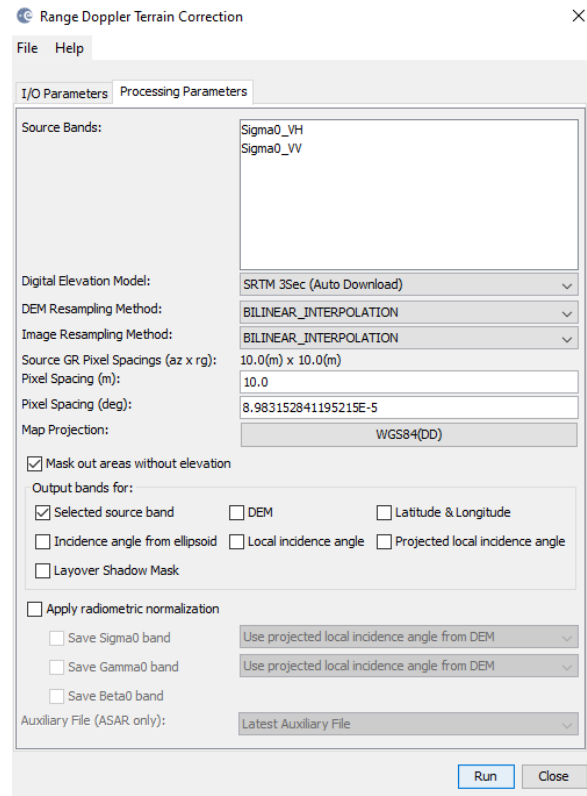 Range Doppler Terrain Correction
File Help
I/O Parameters Processing Parameters
Source Bands: Sigma0_VH
Sigma0_VV
Digital Elevation Model: SRTM 3Sec (Auto Download)
DEM Resampling Method: BILINEAR_INTERPOLATION
Image Resampling Method: BILINEAR_INTERPOLATION
Source GR Pixel Spacings (az x rg): 10.0(m) x 10.0(m)
Pixel Spacing (m): 10.0
Pixel Spacing (deg): 8.983152841195215E-5
Map Projection: WGS84(DD)
Mask out areas without elevation
Output bands for:
Selected source band DEM Latitude & Longitude
Incidence angle from ellipsoid Local incidence angle Projected local incidence angle
Layover Shadow Mask
Apply radiometric normalization
Save Sigma0 band Use projected local incidence angle from DEM
Save Gamma0 band Use projected local incidence angle from DEM
Save Beta0 band
Auxiliary File (ASAR only): Latest Auxiliary File
Run Close